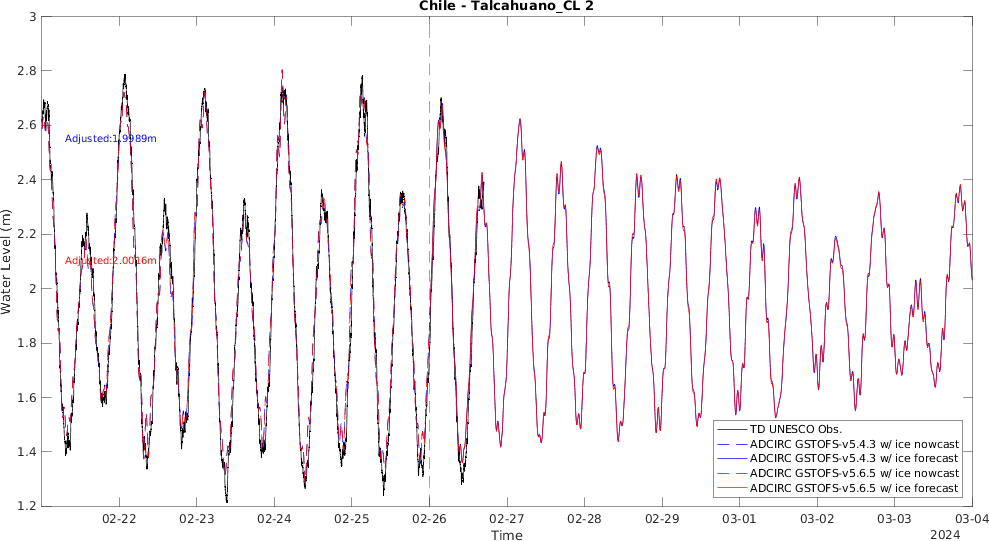 Chile - Talcahuano_CL 2
3
2.8
2.6
2.4
2.2
2
1.8
1.6
1.4
1.2
Water Level (m)
Adjusted:1.9989m
Adjusted:2.0016m
TD UNESCO Obs.
ADCIRC GSTOFS-v5.4.3 w/ ice nowcast
ADCIRC GSTOFS-v5.4.3 w/ ice forecast
ADCIRC GSTOFS-v5.6.5 w/ ice nowcast
ADCIRC GSTOFS-v5.6.5 w/ ice forecast
02-22 02-23 02-24 02-25 02-26 02-27 02-28 02-29 03-01 03-02 03-03 03-04
Time
2024